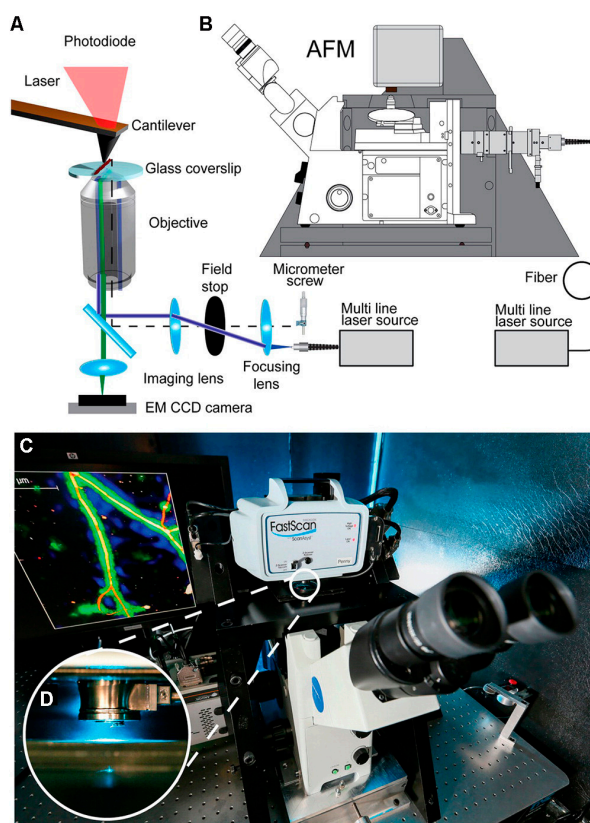 A
Photodiode
Laser
Cantilever
Glass coverslip
Objective
Field
stop
Micrometer
screw
Multi line
laser source
Imaging lens
Focusing
lens
EM CCD camera
B
AFM
Fiber
Multi line
laser source
C
µm
FastScan
ScanHead
D